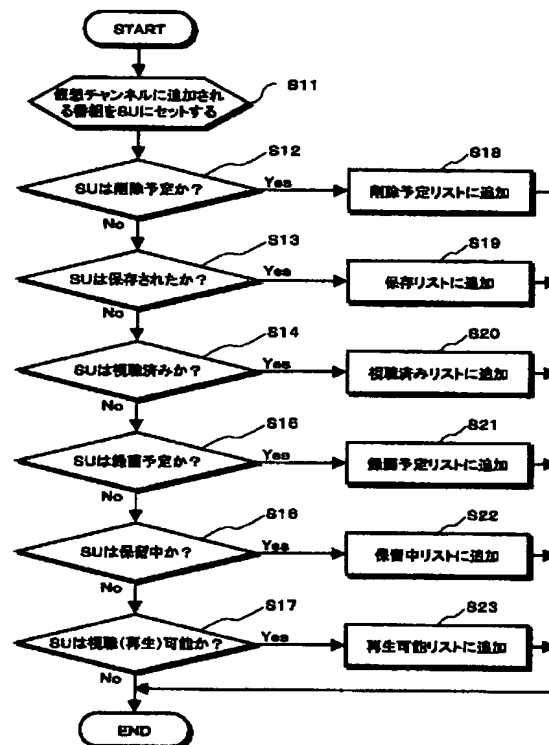 START
仮想チャンネルに追加され
る番組をSUにセットする
S11
SUは削除予定か？
S12
Yes
No
削除予定リストに追加
S18
SUは保存されたか？
S13
Yes
No
保存リストに追加
S19
SUは視聴済みか？
S14
Yes
No
視聴済みリストに追加
S20
SUは録画予定か？
S16
Yes
No
録画予定リストに追加
S21
SUは保留中か？
S16
Yes
No
保留中リストに追加
S22
SUは視聴(再生)可能か？
S17
Yes
No
再生可能リストに追加
S23
END